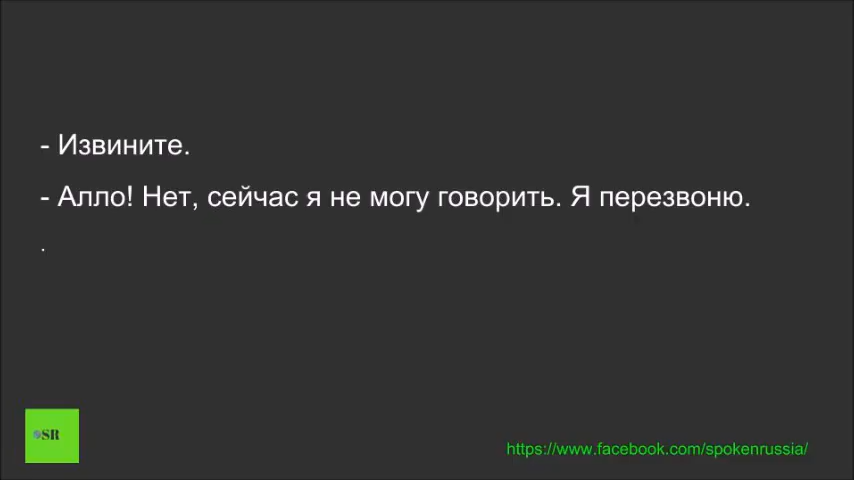 - Извините.
- Алло! Нет, сейчас я не могу говорить. Я перезвоню.
.
SR
https://www.facebook.com/spokenrussia/